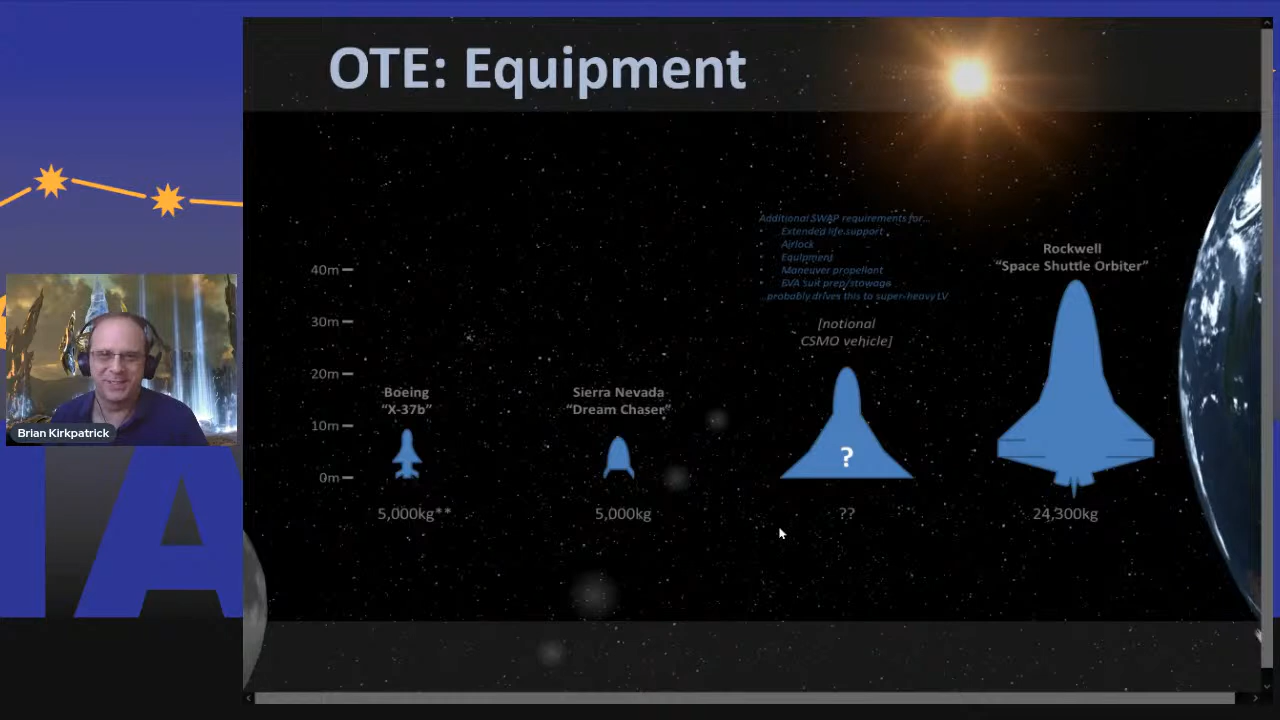 OTE: Equipment
Additional SWAP requirements for...
• Extended life support
• Airlock
• Equipment
• Maneuver propellant
• EVA Suit prep/stowage
...probably drives this to super-heavy LV
Rockwell
“Space Shuttle Orbiter”
40m
30m
20m
10m
0m
[notional
CSMO vehicle]
Boeing
“X-37b”
Sierra Nevada
“Dream Chaser”
?
5,000kg**
5,000kg
??
24,300kg
Brian Kirkpatrick
IA